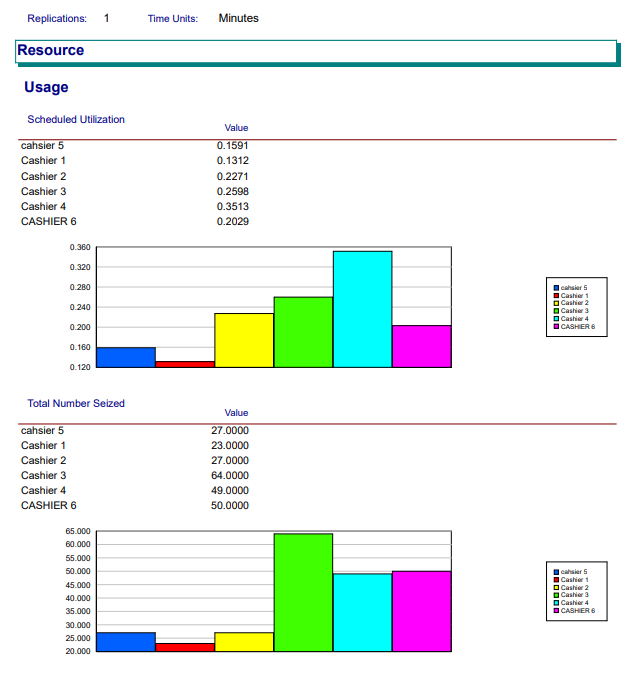 Replications: 1 Time Units: Minutes
Resource
Usage
Scheduled Utilization
Value
cahsier 5 0.1591
Cashier 1 0.1312
Cashier 2 0.2271
Cashier 3 0.2598
Cashier 4 0.3513
CASHIER 6 0.2029
0.360
0.320
0.280
0.240
0.200
0.160
0.120
cahsier 5
Cashier 1
Cashier 2
Cashier 3
Cashier 4
CASHIER 6
Total Number Seized
Value
cahsier 5 27.0000
Cashier 1 23.0000
Cashier 2 27.0000
Cashier 3 64.0000
Cashier 4 49.0000
CASHIER 6 50.0000
65.000
60.000
55.000
50.000
45.000
40.000
35.000
30.000
25.000
20.000
cahsier 5
Cashier 1
Cashier 2
Cashier 3
Cashier 4
CASHIER 6